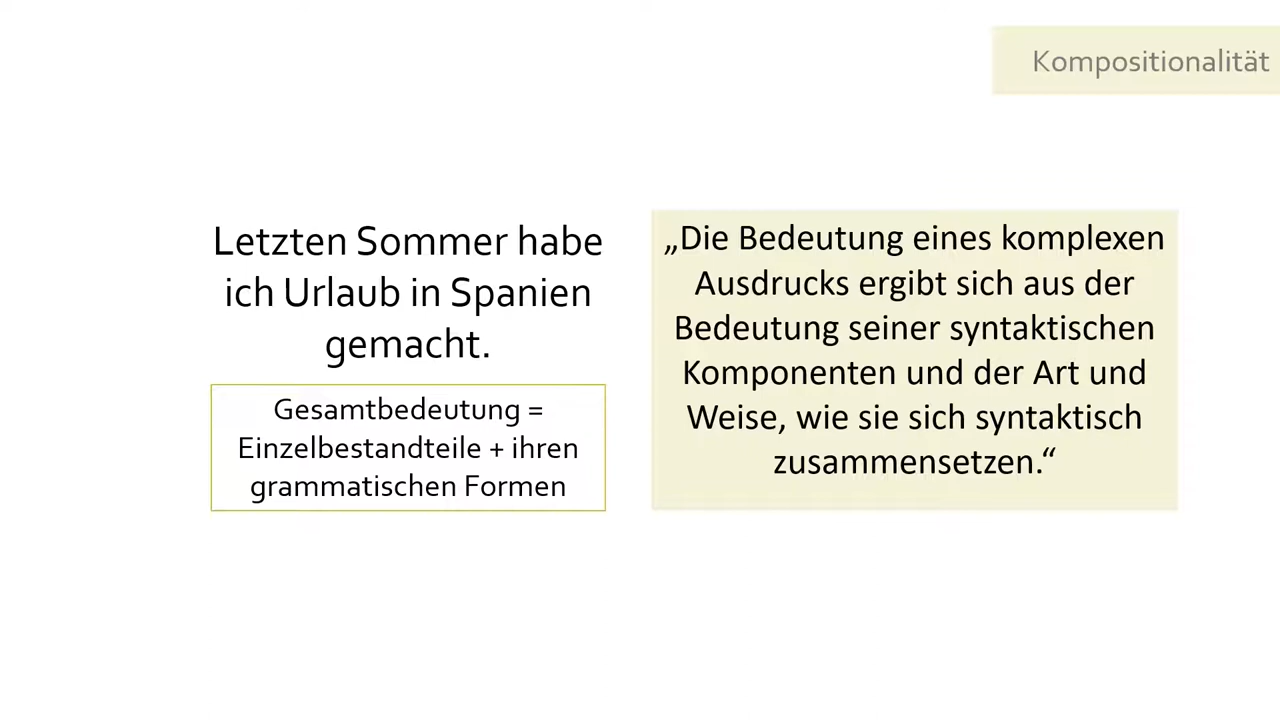 Kompositionalität
Letzten Sommer habe
ich Urlaub in Spanien
gemacht.
Gesamtbedeutung =
Einzelbestandteile + ihren
grammatischen Formen
„Die Bedeutung eines komplexen
Ausdrucks ergibt sich aus der
Bedeutung seiner syntaktischen
Komponenten und der Art und
Weise, wie sie sich syntaktisch
zusammensetzen.“